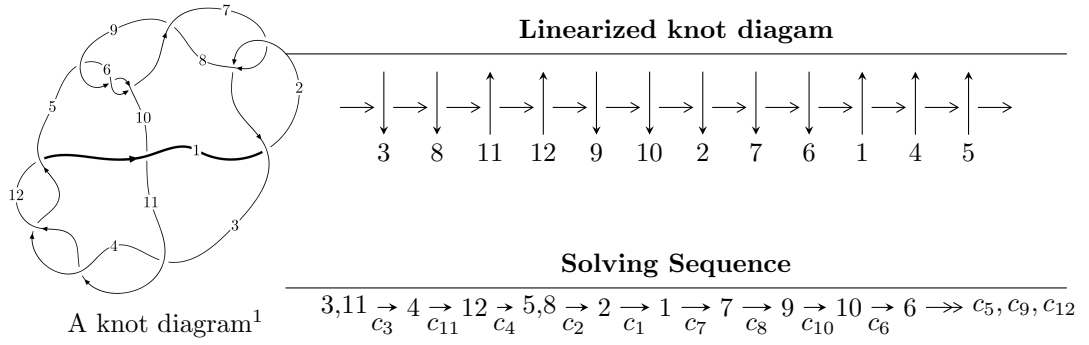 7
9
8
6
2
5
10
1
12
11
3
4
A knot diagram¹
Linearized knot diagam
3 8 11 12 9 10 2 7 6 1 4 5
Solving Sequence
3,11 → 4 → 12 → 5,8 → 2 → 1 → 7 → 9 → 10 → 6 ↠ c₅, c₉, c₁₂
c₃ c₁₁ c₄ c₂ c₁ c₇ c₈ c₁₀ c₆